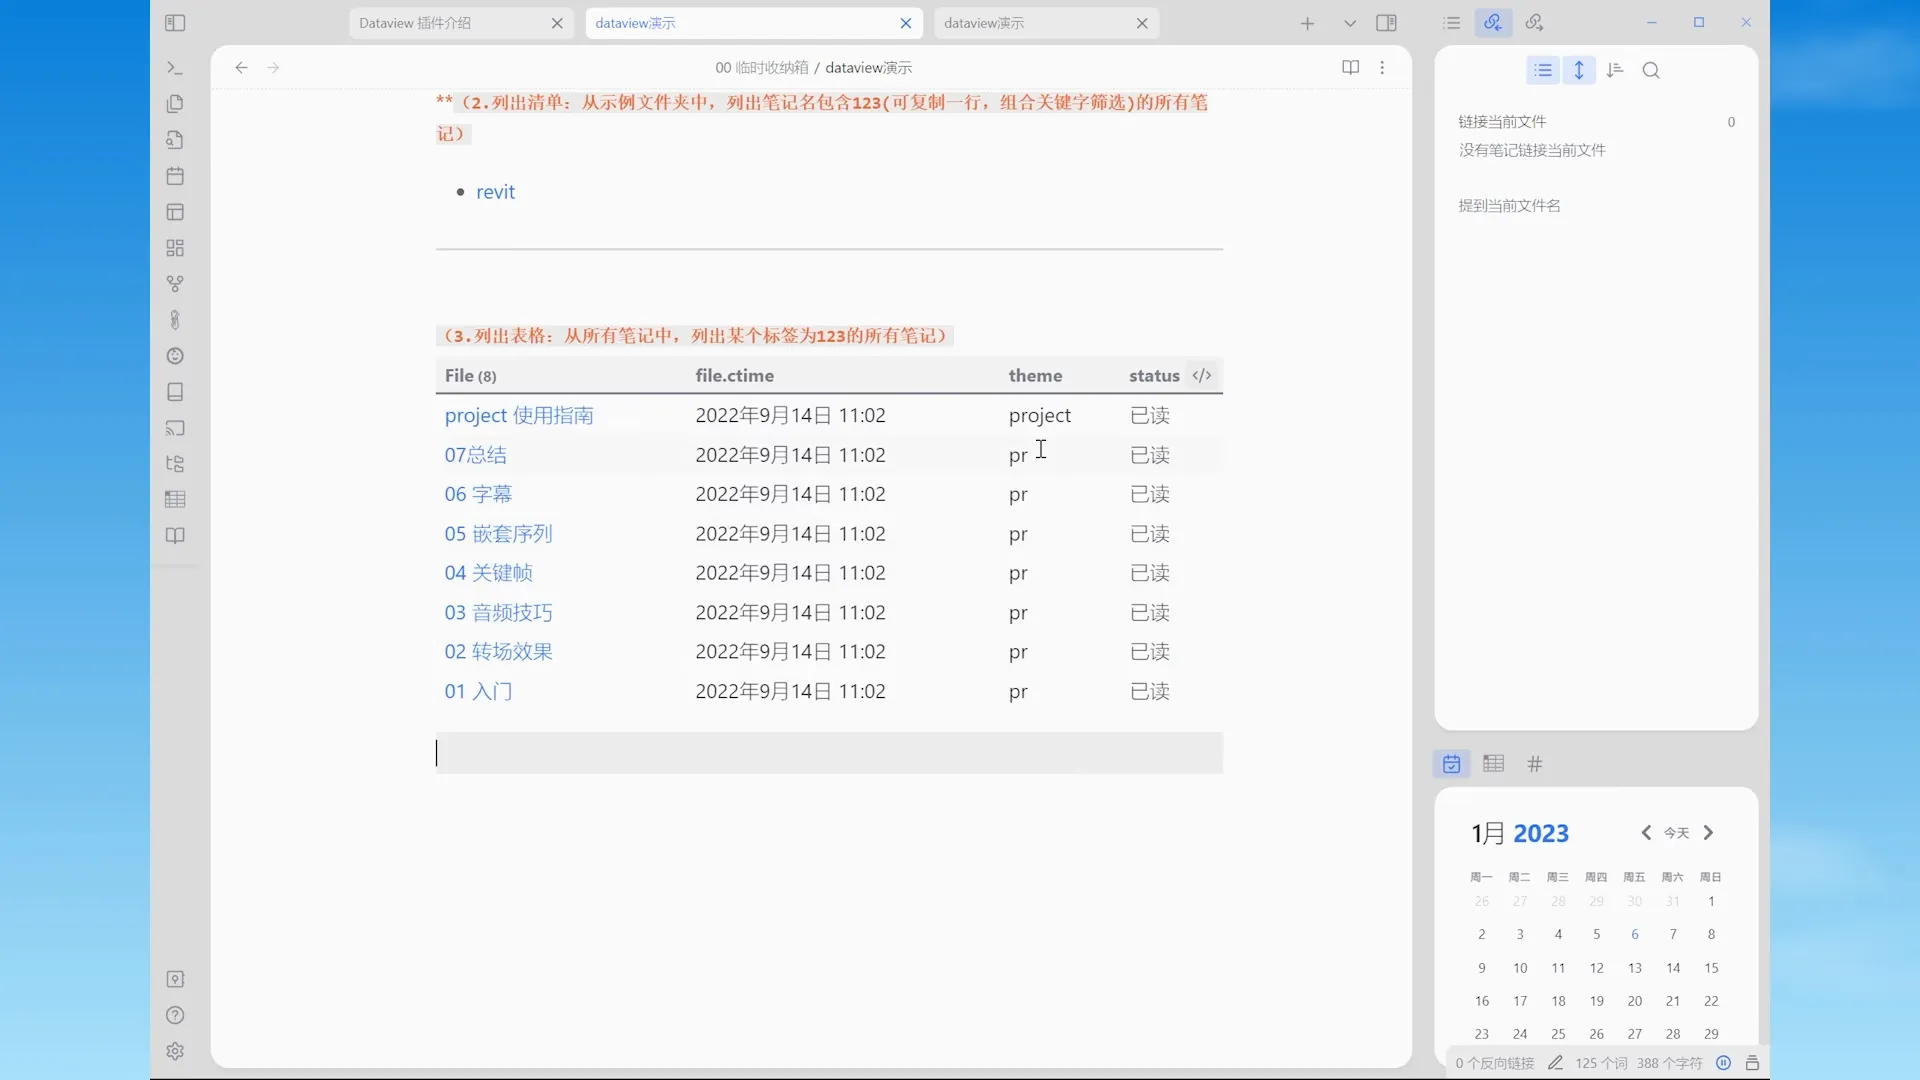 Dataview 插件介绍
dataview演示
dataview演示
00 临时收纳箱 / dataview演示
**（2.列出清单: 从示例文件夹中，列出笔记名包含123(可复制一行，组合关键字筛选)的所有笔
记）
• revit
（3.列出表格: 从所有笔记中，列出某个标签为123的所有笔记）
File (8) file.ctime theme status </>
project 使用指南 2022年9月14日 11:02 project 已读
07总结 2022年9月14日 11:02 pr 已读
06 字幕 2022年9月14日 11:02 pr 已读
05 嵌套序列 2022年9月14日 11:02 pr 已读
04 关键帧 2022年9月14日 11:02 pr 已读
03 音频技巧 2022年9月14日 11:02 pr 已读
02 转场效果 2022年9月14日 11:02 pr 已读
01 入门 2022年9月14日 11:02 pr 已读
链接当前文件 0
没有笔记链接当前文件
提到当前文件名
1月 2023 今天
周一 周二 周三 周四 周五 周六 周日
26 27 28 29 30 31 1
2 3 4 5 6 7 8
9 10 11 12 13 14 15
16 17 18 19 20 21 22
23 24 25 26 27 28 29
0 个反向链接 125 个词 388 个字符